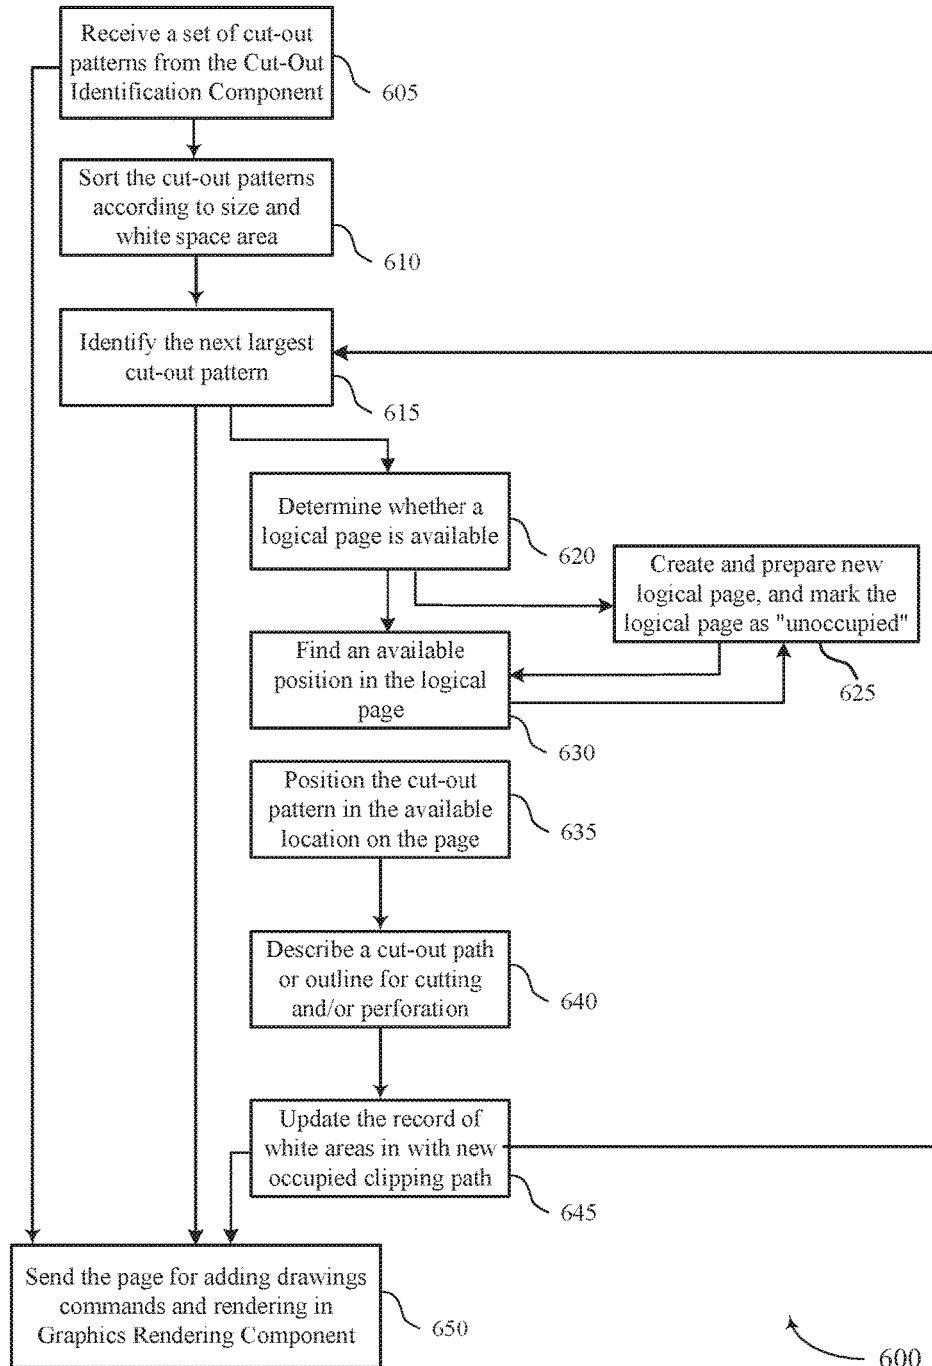 Receive a set of cut-out
patterns from the Cut-Out
Identification Component
605
Sort the cut-out patterns
according to size and
white space area
610
Identify the next largest
cut-out pattern
615
Determine whether a
logical page is available
620
Create and prepare new
logical page, and mark the
logical page as "unoccupied"
625
Find an available
position in the logical
page
630
Position the cut-out
pattern in the available
location on the page
635
Describe a cut-out path
or outline for cutting
and/or perforation
640
Update the record of
white areas in with new
occupied clipping path
645
Send the page for adding drawings
commands and rendering in
Graphics Rendering Component
650
600